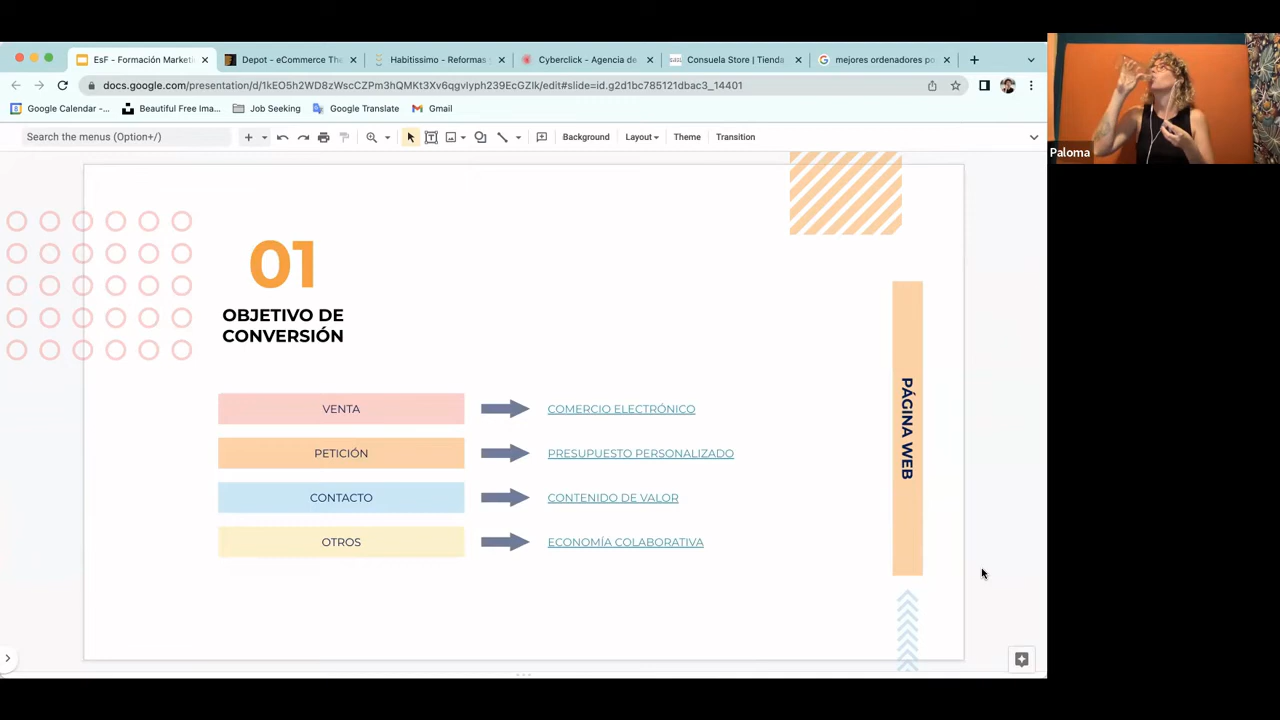 EsF - Formación Marketi
Depot - eCommerce The
Habitissimo - Reformas
Cyberclick - Agencia de
Consuela Store | Tienda
mejores ordenadores po
docs.google.com/presentation/d/1kEO5h2WD8zWscCZPm3hQMKt3Xv6qgvlyph239EcGZlk/edit#slide=id.g2d1bc785121dbac3_14401
Google Calendar -...
Beautiful Free Ima...
Job Seeking
Google Translate
Gmail
Search the menus (Option+/)
Background
Layout
Theme
Transition
Paloma
01
OBJETIVO DE
CONVERSIÓN
VENTA
COMERCIO ELECTRÓNICO
PETICIÓN
PRESUPUESTO PERSONALIZADO
CONTACTO
CONTENIDO DE VALOR
OTROS
ECONOMÍA COLABORATIVA
PÁGINA WEB